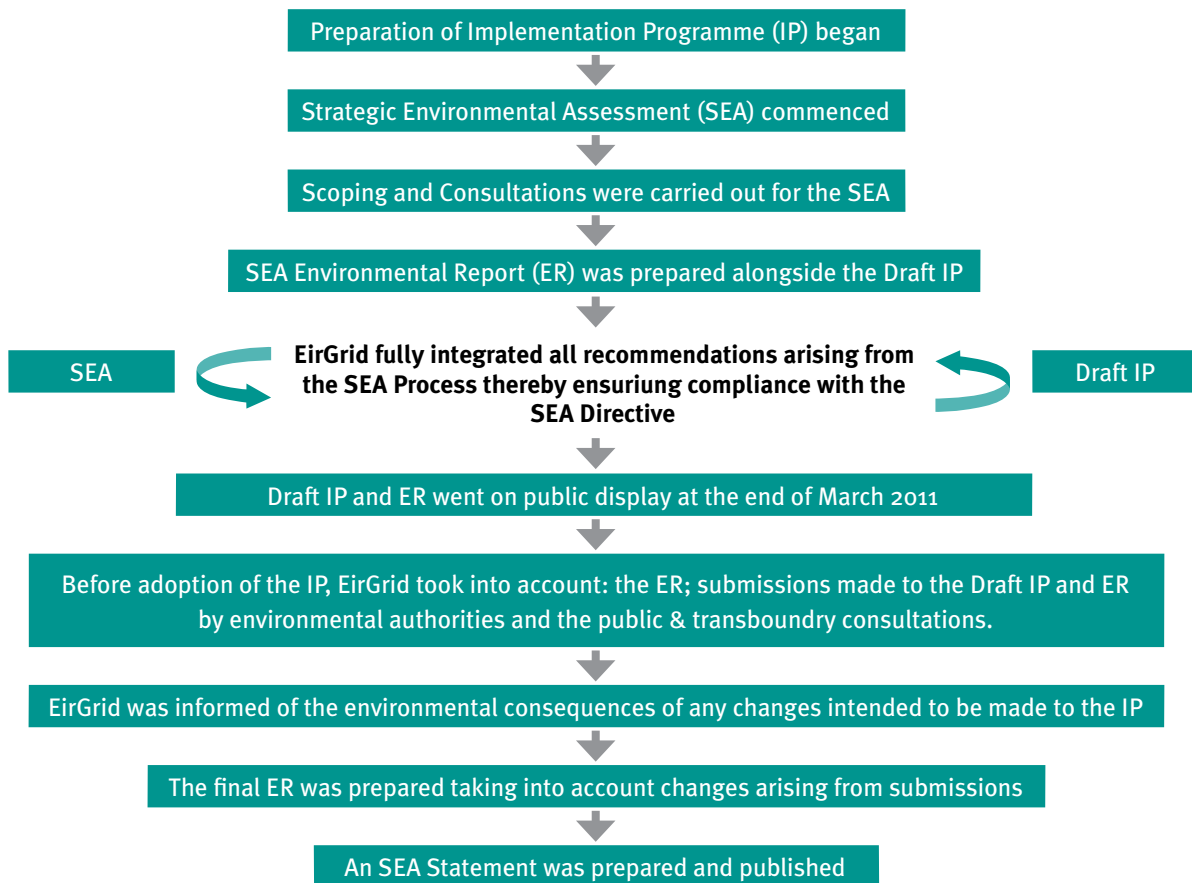 Preparation of Implementation Programme (IP) began
Strategic Environmental Assessment (SEA) commenced
Scoping and Consultations were carried out for the SEA
SEA Environmental Report (ER) was prepared alongside the Draft IP
SEA
EirGrid fully integrated all recommendations arising from
the SEA Process thereby ensuriung compliance with the
SEA Directive
Draft IP
Draft IP and ER went on public display at the end of March 2011
Before adoption of the IP, EirGrid took into account: the ER; submissions made to the Draft IP and ER
by environmental authorities and the public & transboundry consultations.
EirGrid was informed of the environmental consequences of any changes intended to be made to the IP
The final ER was prepared taking into account changes arising from submissions
An SEA Statement was prepared and published